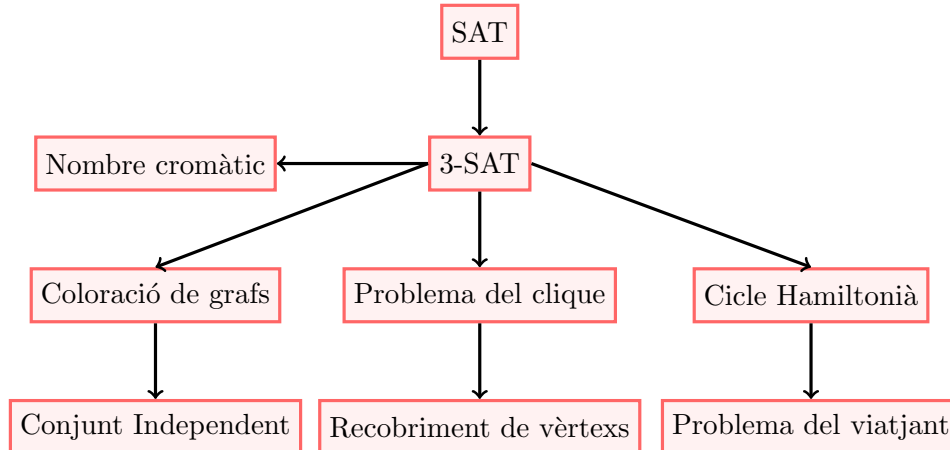 SAT
Nombre cromàtic
3-SAT
Coloració de grafs
Problema del clique
Cicle Hamiltonià
Conjunt Independent
Recobriment de vèrtexs
Problema del viatjant